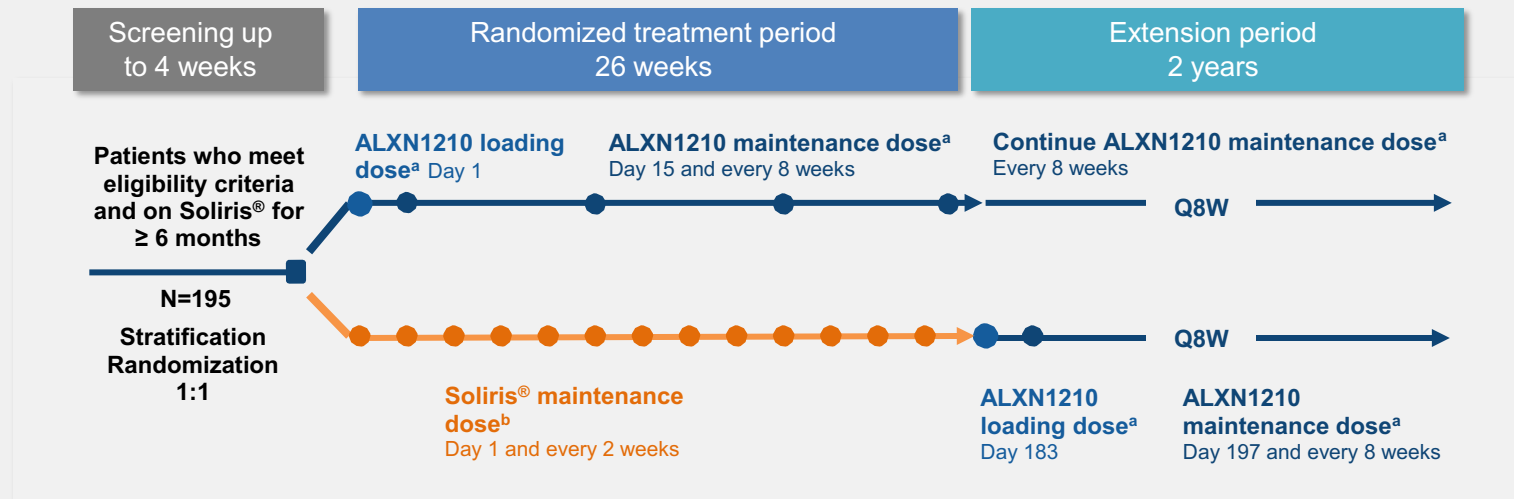 Screening up
to 4 weeks
Randomized treatment period
26 weeks
Extension period
2 years
Patients who meet
eligibility criteria
and on Soliris® for
≥ 6 months
N=195
Stratification
Randomization
1:1
ALXN1210 loading
doseᵃ Day 1
ALXN1210 maintenance doseᵃ
Day 15 and every 8 weeks
Continue ALXN1210 maintenance doseᵃ
Every 8 weeks
Q8W
Soliris® maintenance
doseᵇ
Day 1 and every 2 weeks
Q8W
ALXN1210
loading doseᵃ
Day 183
ALXN1210
maintenance doseᵃ
Day 197 and every 8 weeks